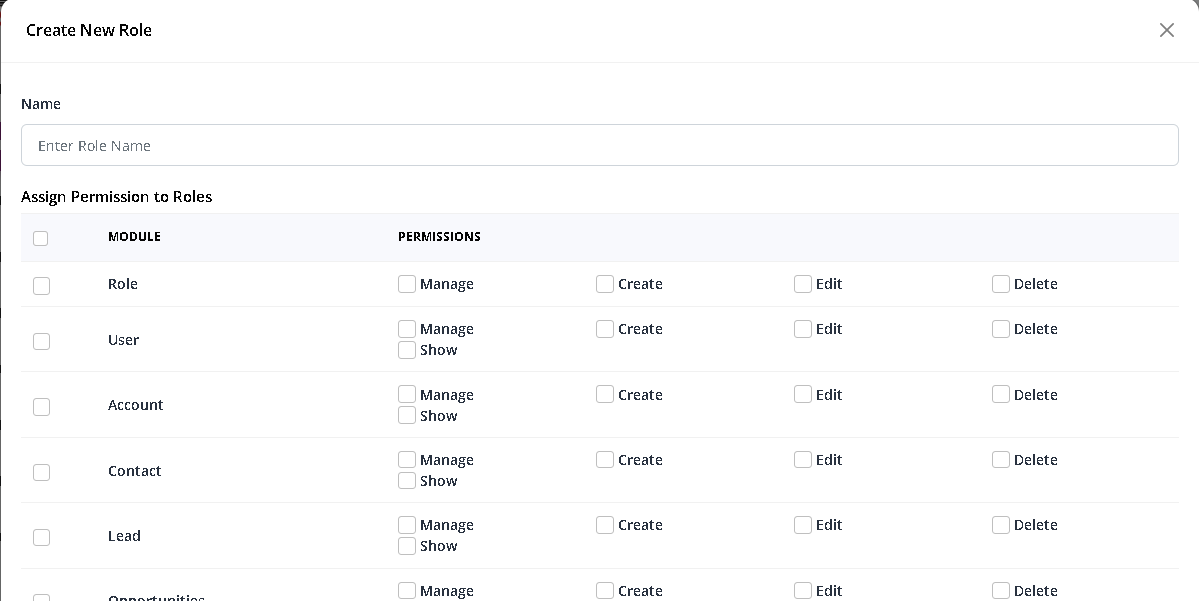 Create New Role
Name
Enter Role Name
Assign Permission to Roles
MODULE PERMISSIONS
Role Manage Create Edit Delete
User Manage Create Edit Delete
Show
Account Manage Create Edit Delete
Show
Contact Manage Create Edit Delete
Show
Lead Manage Create Edit Delete
Show
Opportunities Manage Create Edit Delete